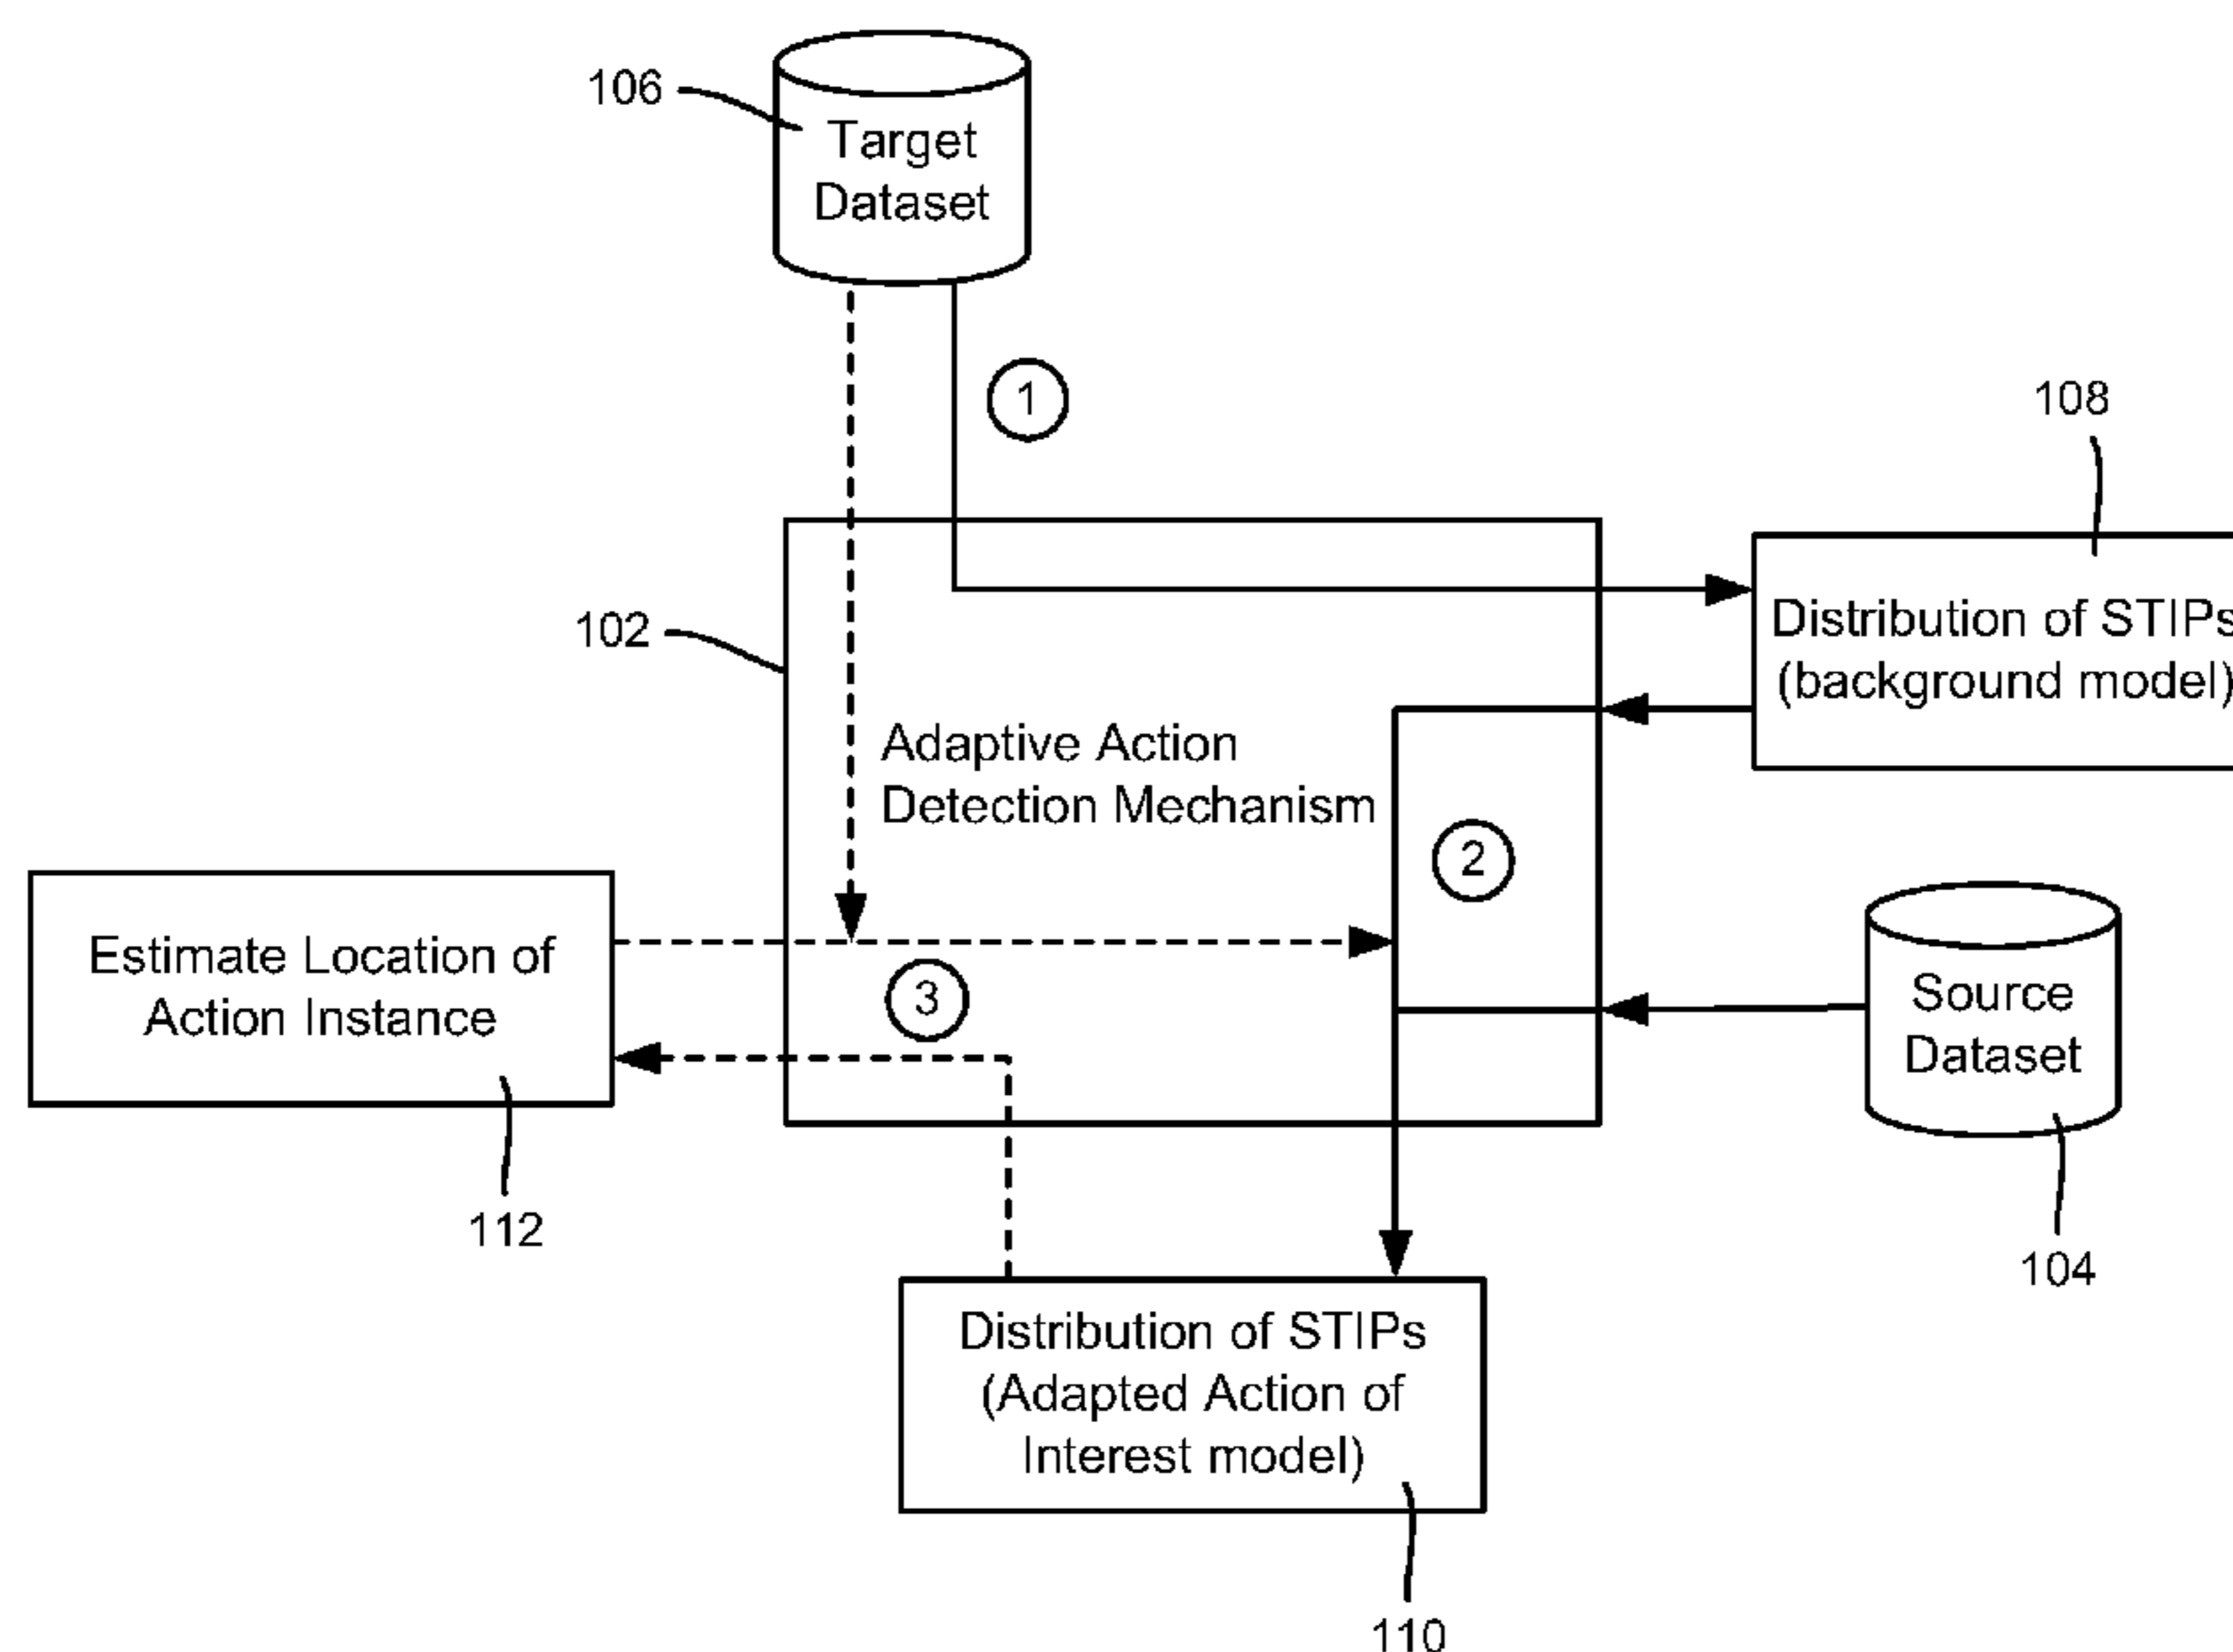 106
Target
Dataset
1
108
Distribution of STIPs
(background model)
102
Adaptive Action
Detection Mechanism
2
Estimate Location of
Action Instance
3
Source
Dataset
112
104
Distribution of STIPs
(Adapted Action of
Interest model)
110